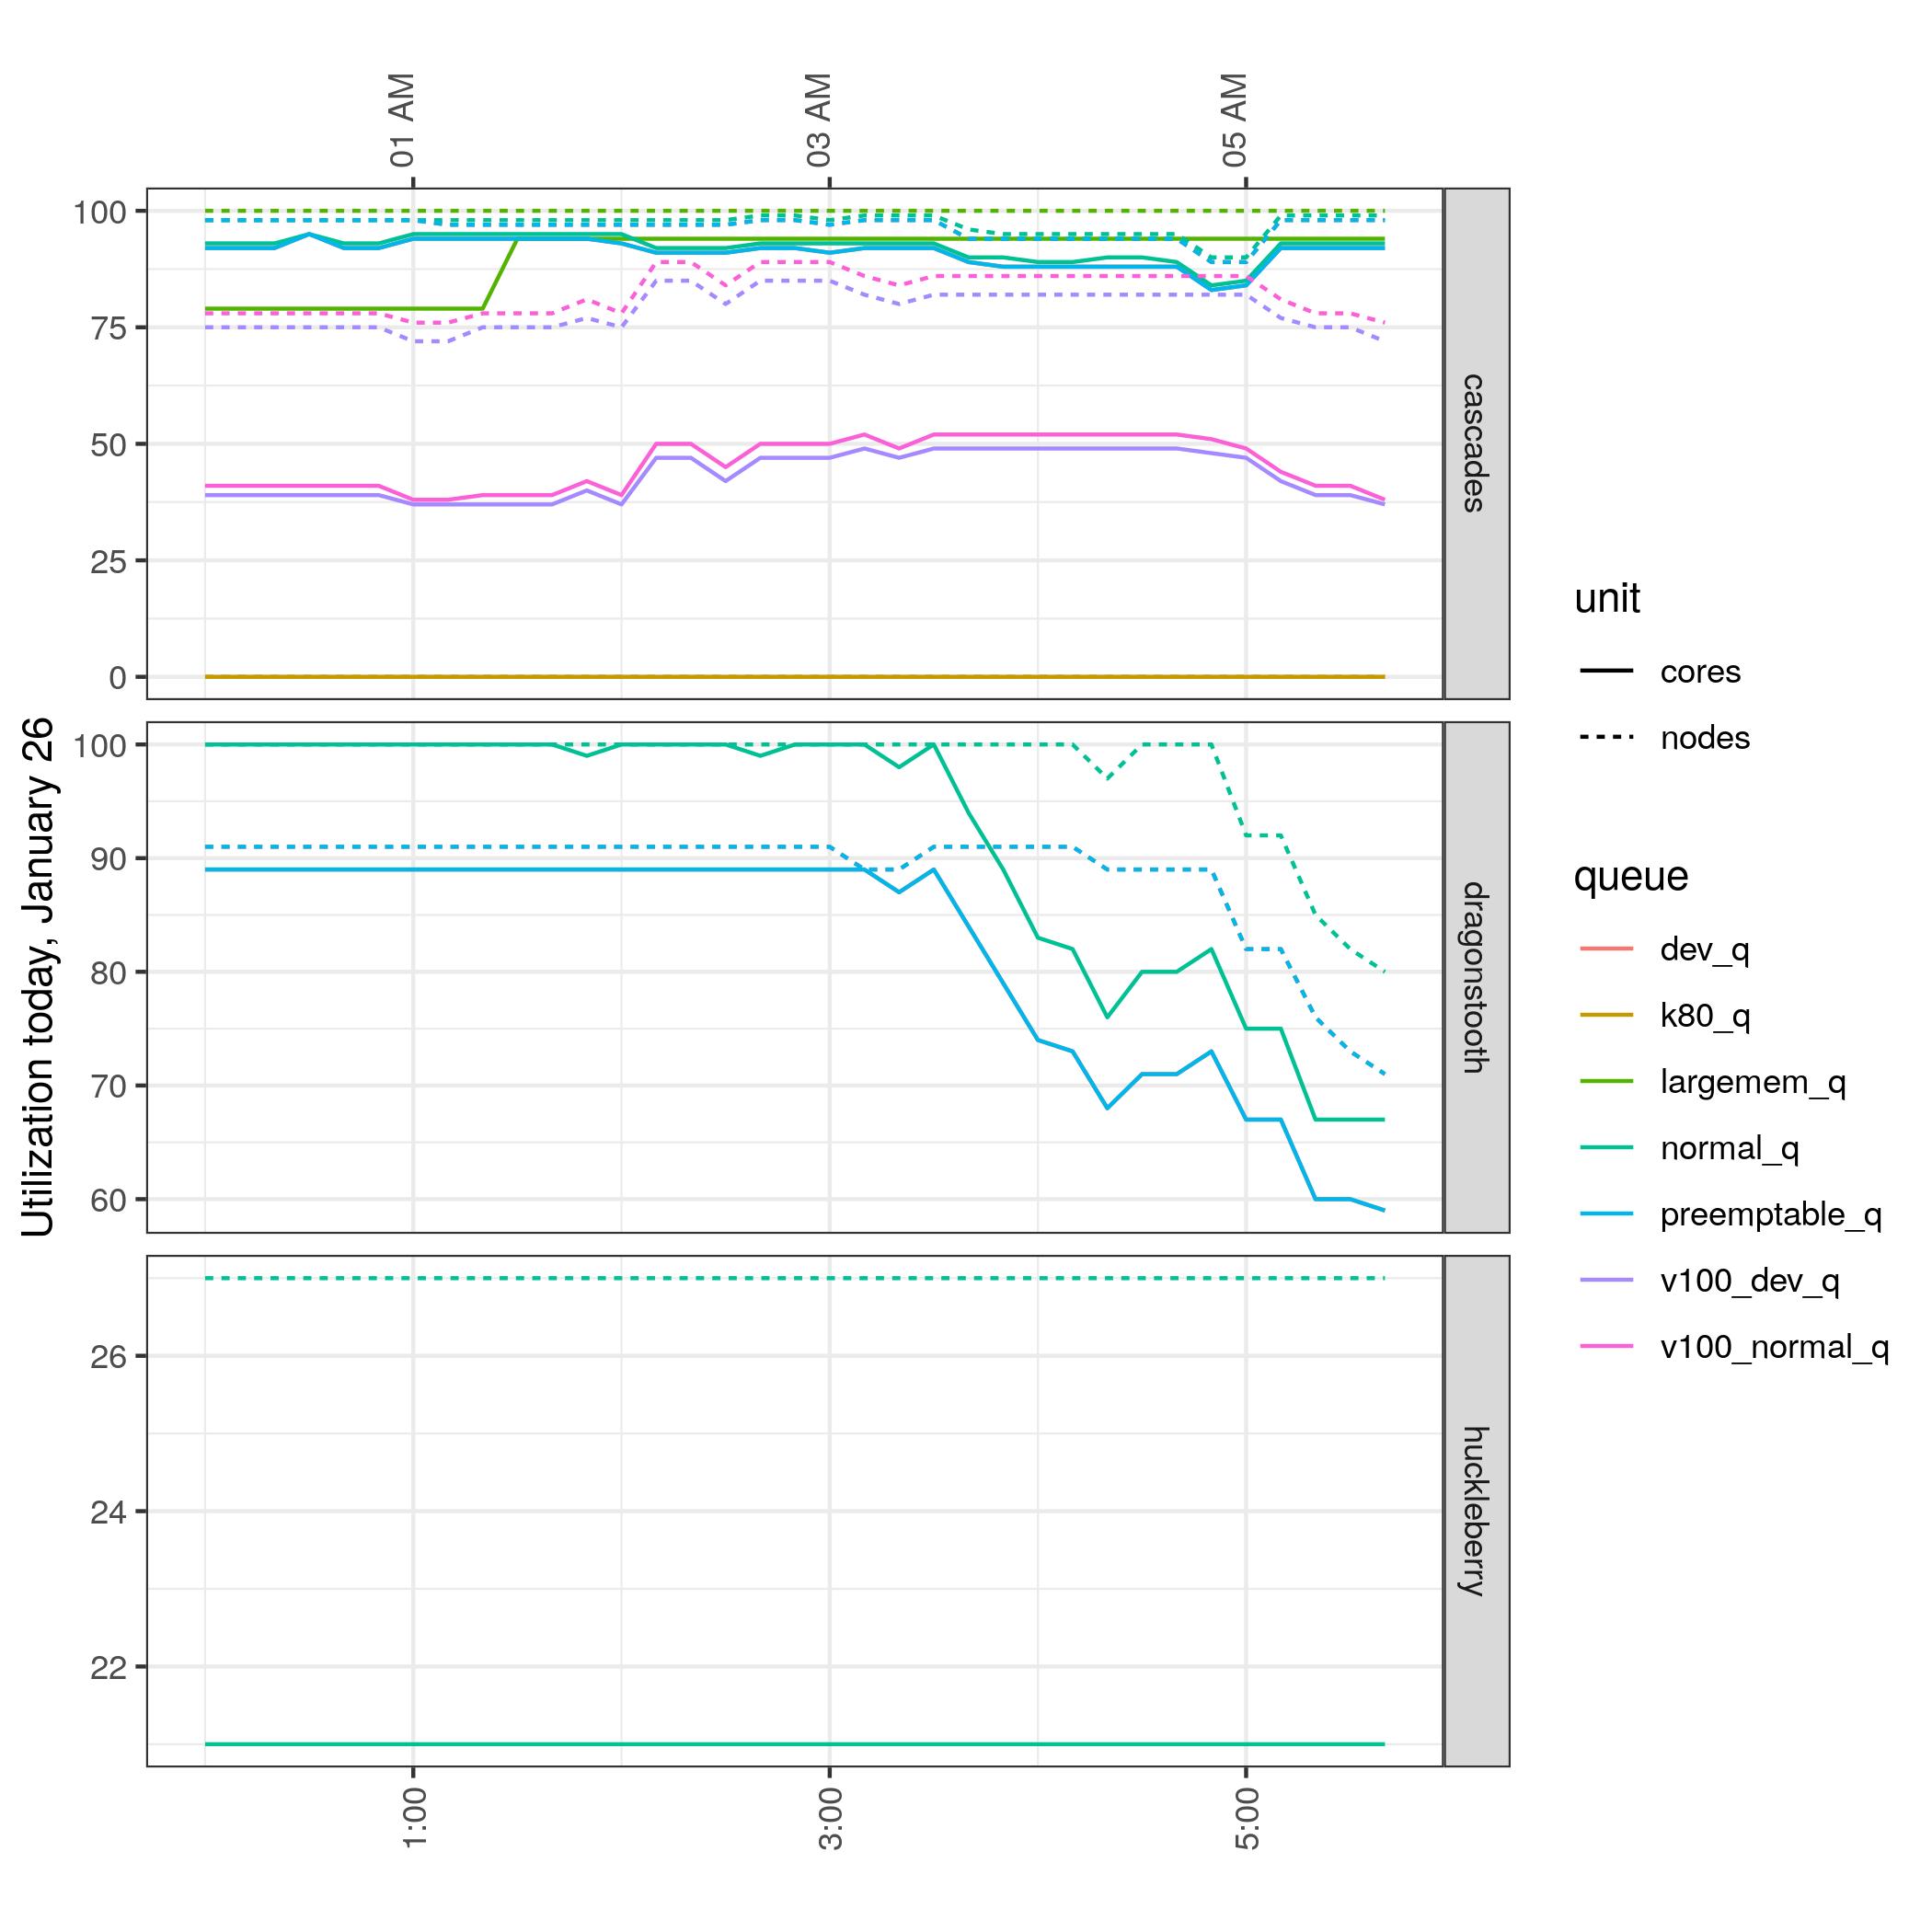 01 AM
03 AM
05 AM
Utilization today, January 26
100
75
50
25
0
cascades
100
90
80
70
60
dragonstooth
26
24
22
huckleberry
1:00
3:00
5:00
unit
cores
nodes
queue
dev_q
k80_q
largemem_q
normal_q
preemptable_q
v100_dev_q
v100_normal_q